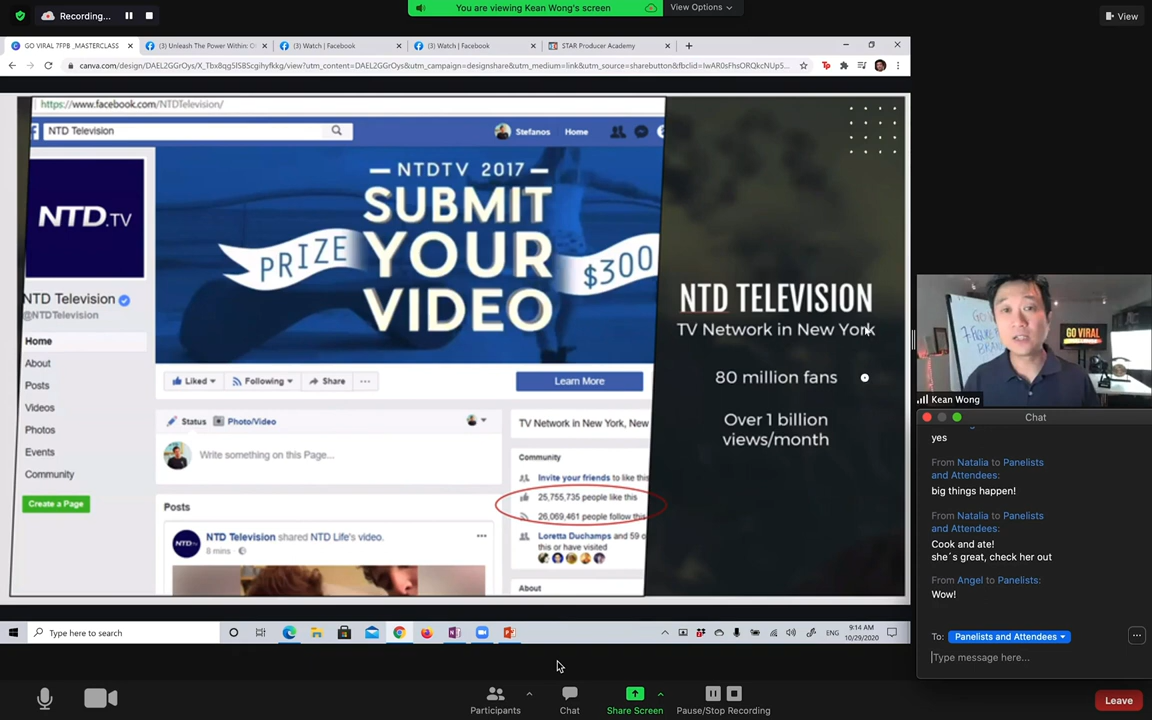 Recording...
You are viewing Kean Wong's screen
View Options
View
GO VIRAL 7FPB _MASTERCLASS
(3) Unleash The Power Within: O
(3) Watch | Facebook
(3) Watch | Facebook
STAR Producer Academy
https://www.facebook.com/NTDTelevision/
NTD Television
Stefanos
Home
NTD.TV
NTDTV 2017
SUBMIT
YOUR
VIDEO
PRIZE
$300
NTD Television
@NTDTelevision
Home
About
Posts
Videos
Photos
Events
Community
Create a Page
Liked
Following
Share
Learn More
Status
Photo/Video
Write something on this Page...
Posts
NTD Television shared NTD Life's video.
8 mins
TV Network in New York, New
Community
Invite your friends to like this
25,755,735 people like this
26,069,461 people follow this
Loretta Duchamps and 59 o
this or have visited
About
NTD TELEVISION
TV Network in New York
80 million fans
Over 1 billion
views/month
GO VIRAL
Kean Wong
Chat
yes
From Natalia to Panelists
and Attendees:
big things happen!
From Natalia to Panelists
and Attendees:
Cook and ate!
she´s great, check her out
From Angel to Panelists:
Wow!
To: Panelists and Attendees
Type message here...
Type here to search
ENG
9:14 AM
10/29/2020
Participants
Chat
Share Screen
Pause/Stop Recording
Leave